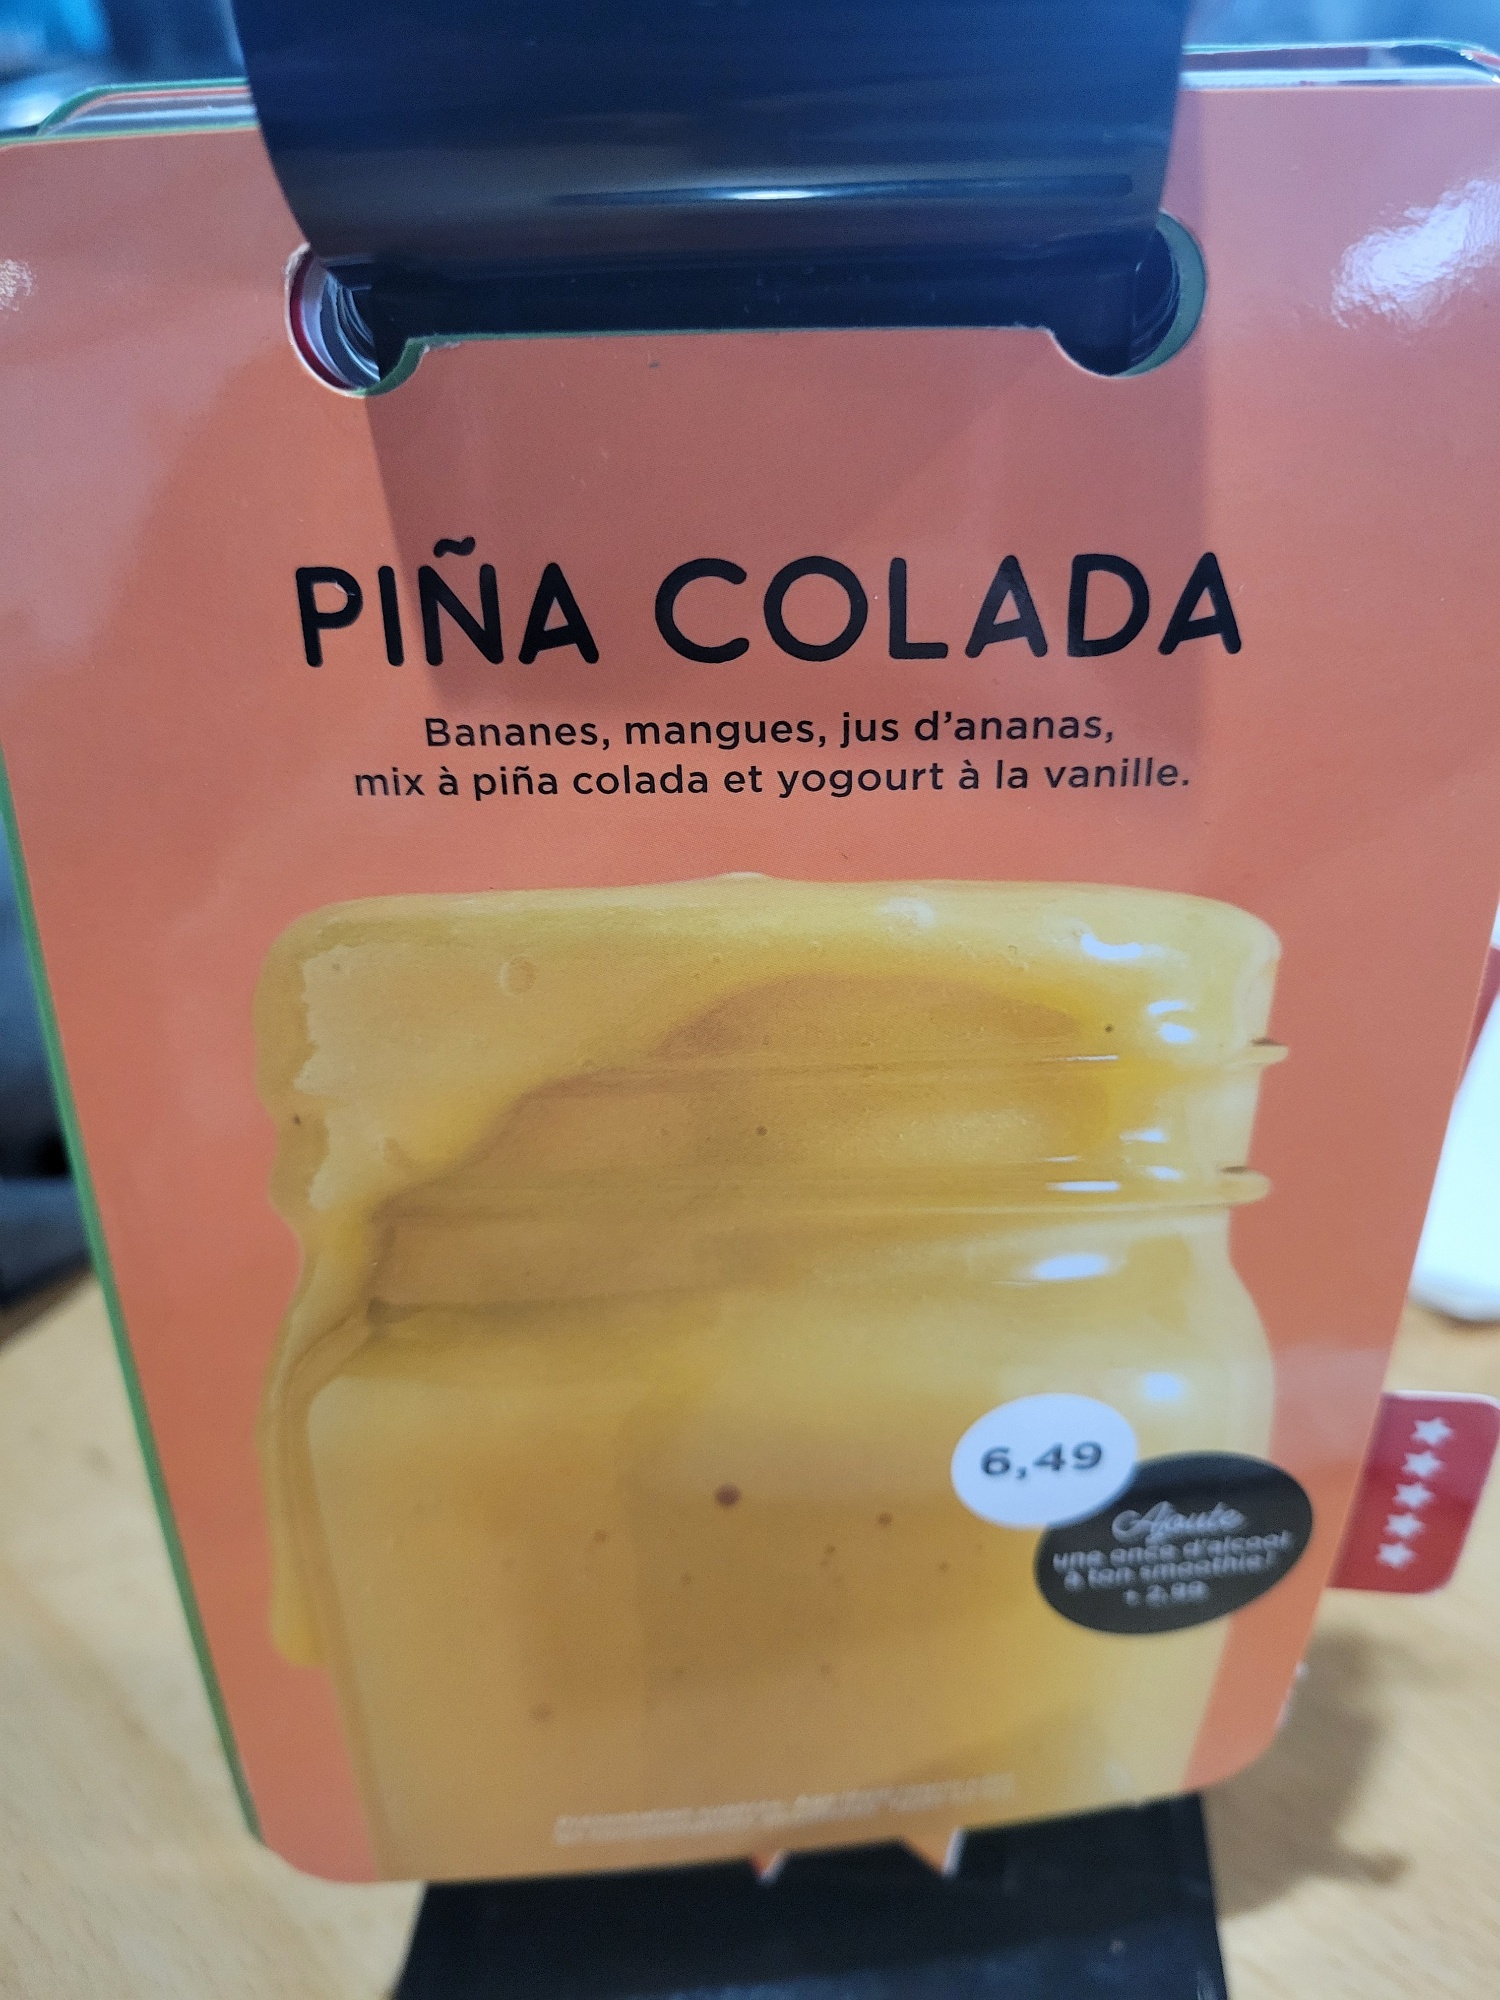 PIÑA COLADA
Bananes, mangues, jus d'ananas,
mix à piña colada et yogourt à la vanille.
6,49
Ajoute
une once d'alcool
à ton smoothie!